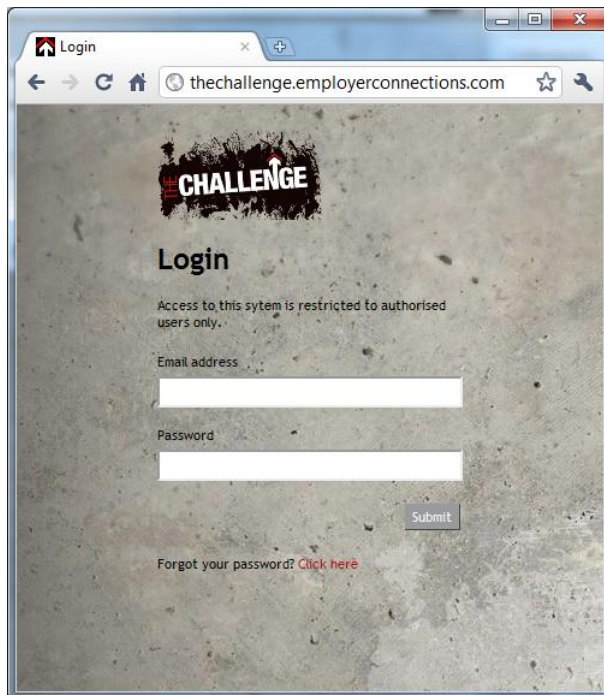 Login
thechallenge.employerconnections.com
THE CHALLENGE
Login
Access to this sytem is restricted to authorised
users only.
Email address
Password
Submit
Forgot your password? Click here